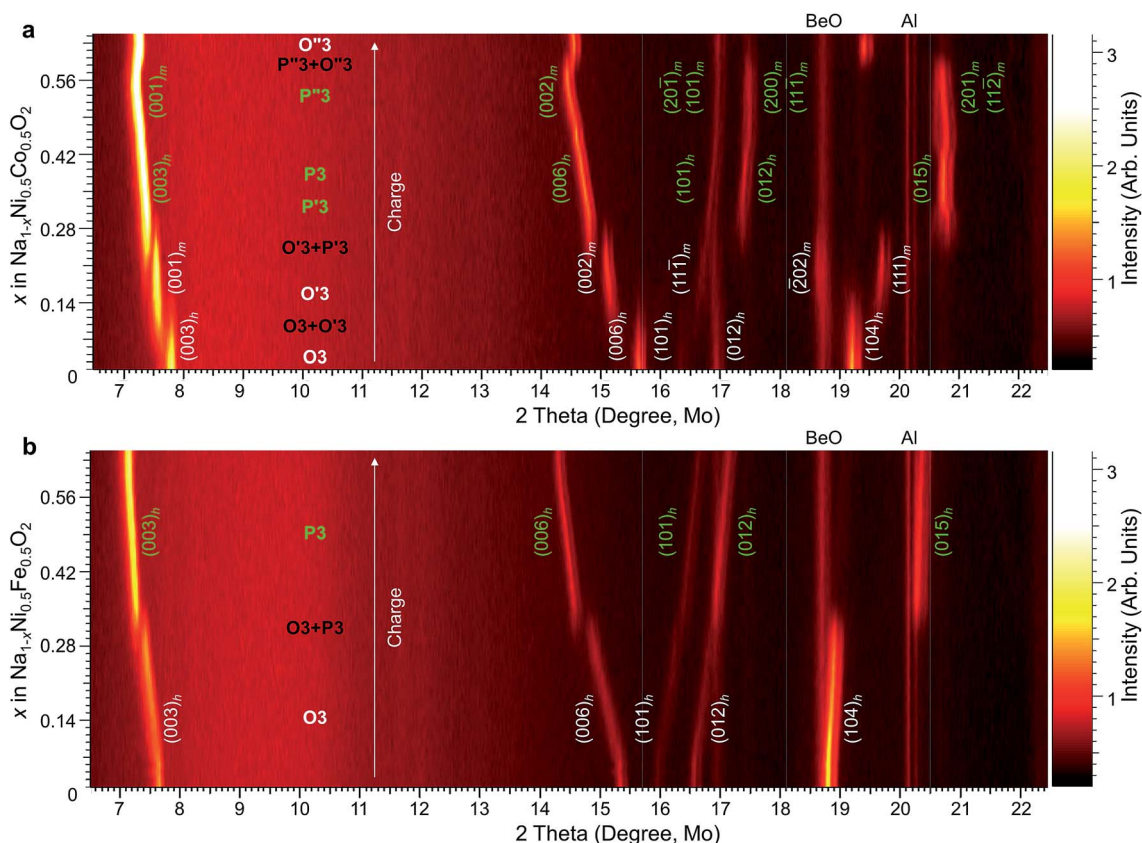 a
BeO
Al
O"3
P"3+O"3
P"3
P3
P'3
O'3+P'3
O'3
O3+O'3
O3
Charge
(001)m
(003)h
(001)m
(003)h
(002)m
(006)h
(002)m
(006)h
(201̄)m
(101)m
(101)h
(111̄)m
(101)h
(200)m
(111̄)m
(012)h
(012)h
(2̄02)m
(104)h
(111)m
(015)h
(201)m
(112̄)m
x in Na1-xNi0.5Co0.5O2
0.56
0.42
0.28
0.14
0
7 8 9 10 11 12 13 14 15 16 17 18 19 20 21 22
2 Theta (Degree, Mo)
3
2
1
Intensity (Arb. Units)
b
BeO
Al
P3
O3+P3
O3
Charge
(003)h
(003)h
(006)h
(006)h
(101)h
(101)h
(012)h
(012)h
(104)h
(015)h
x in Na1-xNi0.5Fe0.5O2
0.56
0.42
0.28
0.14
0
7 8 9 10 11 12 13 14 15 16 17 18 19 20 21 22
2 Theta (Degree, Mo)
3
2
1
Intensity (Arb. Units)